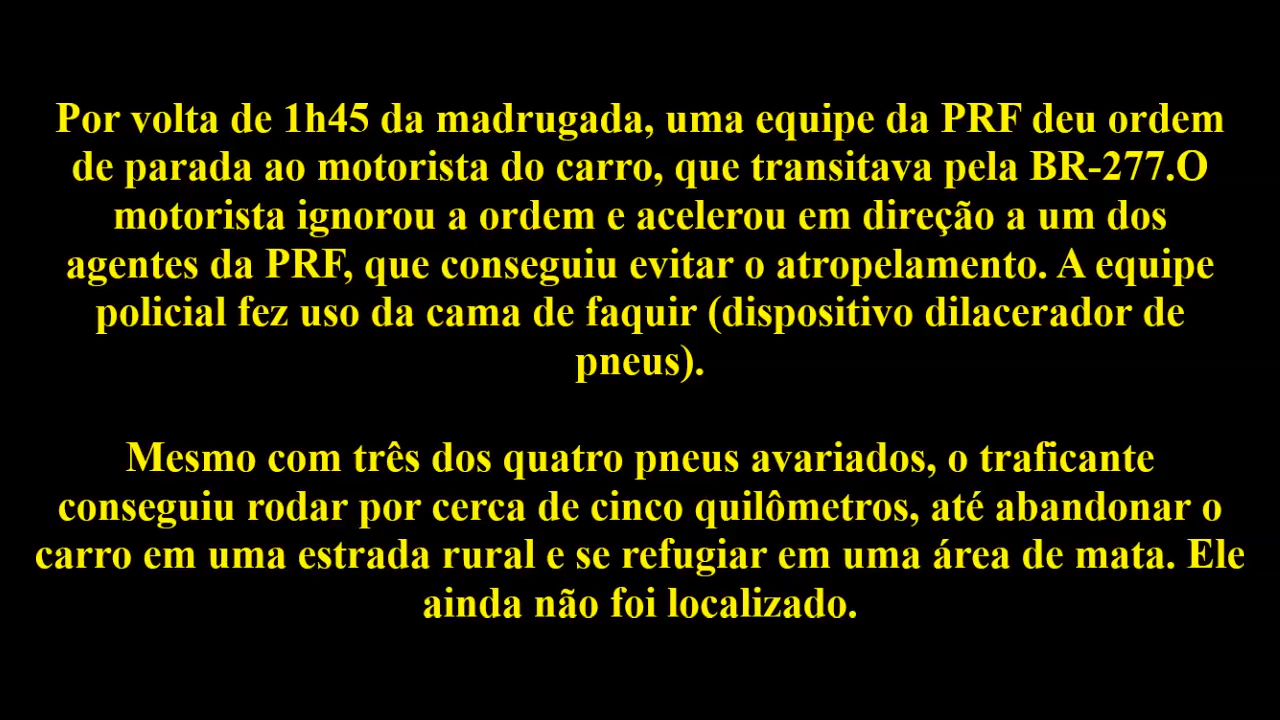 Por volta de 1h45 da madrugada, uma equipe da PRF deu ordem
de parada ao motorista do carro, que transitava pela BR-277.O
motorista ignorou a ordem e acelerou em direção a um dos
agentes da PRF, que conseguiu evitar o atropelamento. A equipe
policial fez uso da cama de faquir (dispositivo dilacerador de
pneus).
Mesmo com três dos quatro pneus avariados, o traficante
conseguiu rodar por cerca de cinco quilômetros, até abandonar o
carro em uma estrada rural e se refugiar em uma área de mata. Ele
ainda não foi localizado.